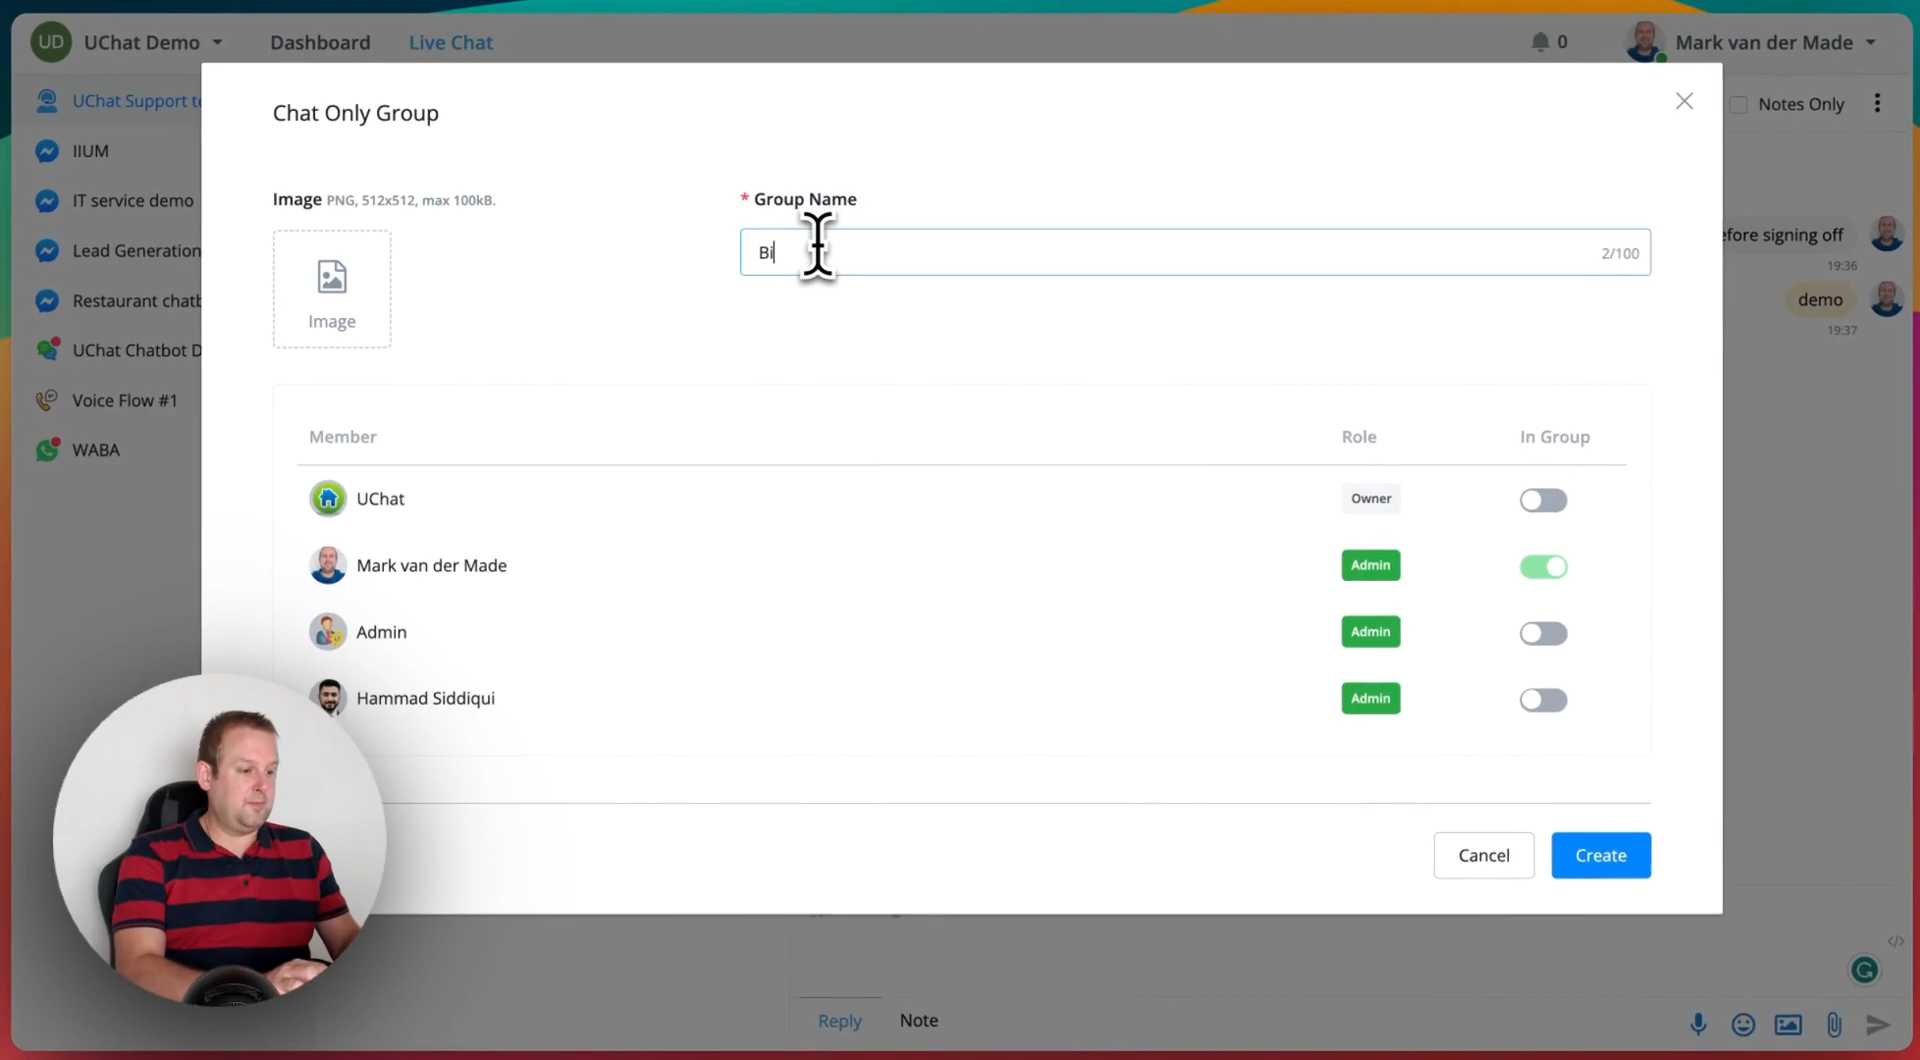 UD UChat Demo Dashboard Live Chat 0 Mark van der Made
UChat Support te
Notes Only
IIUM
IT service demo
Lead Generation
Restaurant chatb
UChat Chatbot D
Voice Flow #1
WABA
Chat Only Group
Image PNG, 512x512, max 100kB.
Image
* Group Name
Bi 2/100
Member Role In Group
UChat Owner
Mark van der Made Admin
Admin Admin
Hammad Siddiqui Admin
Cancel Create
efore signing off
19:36
demo
19:37
Reply Note